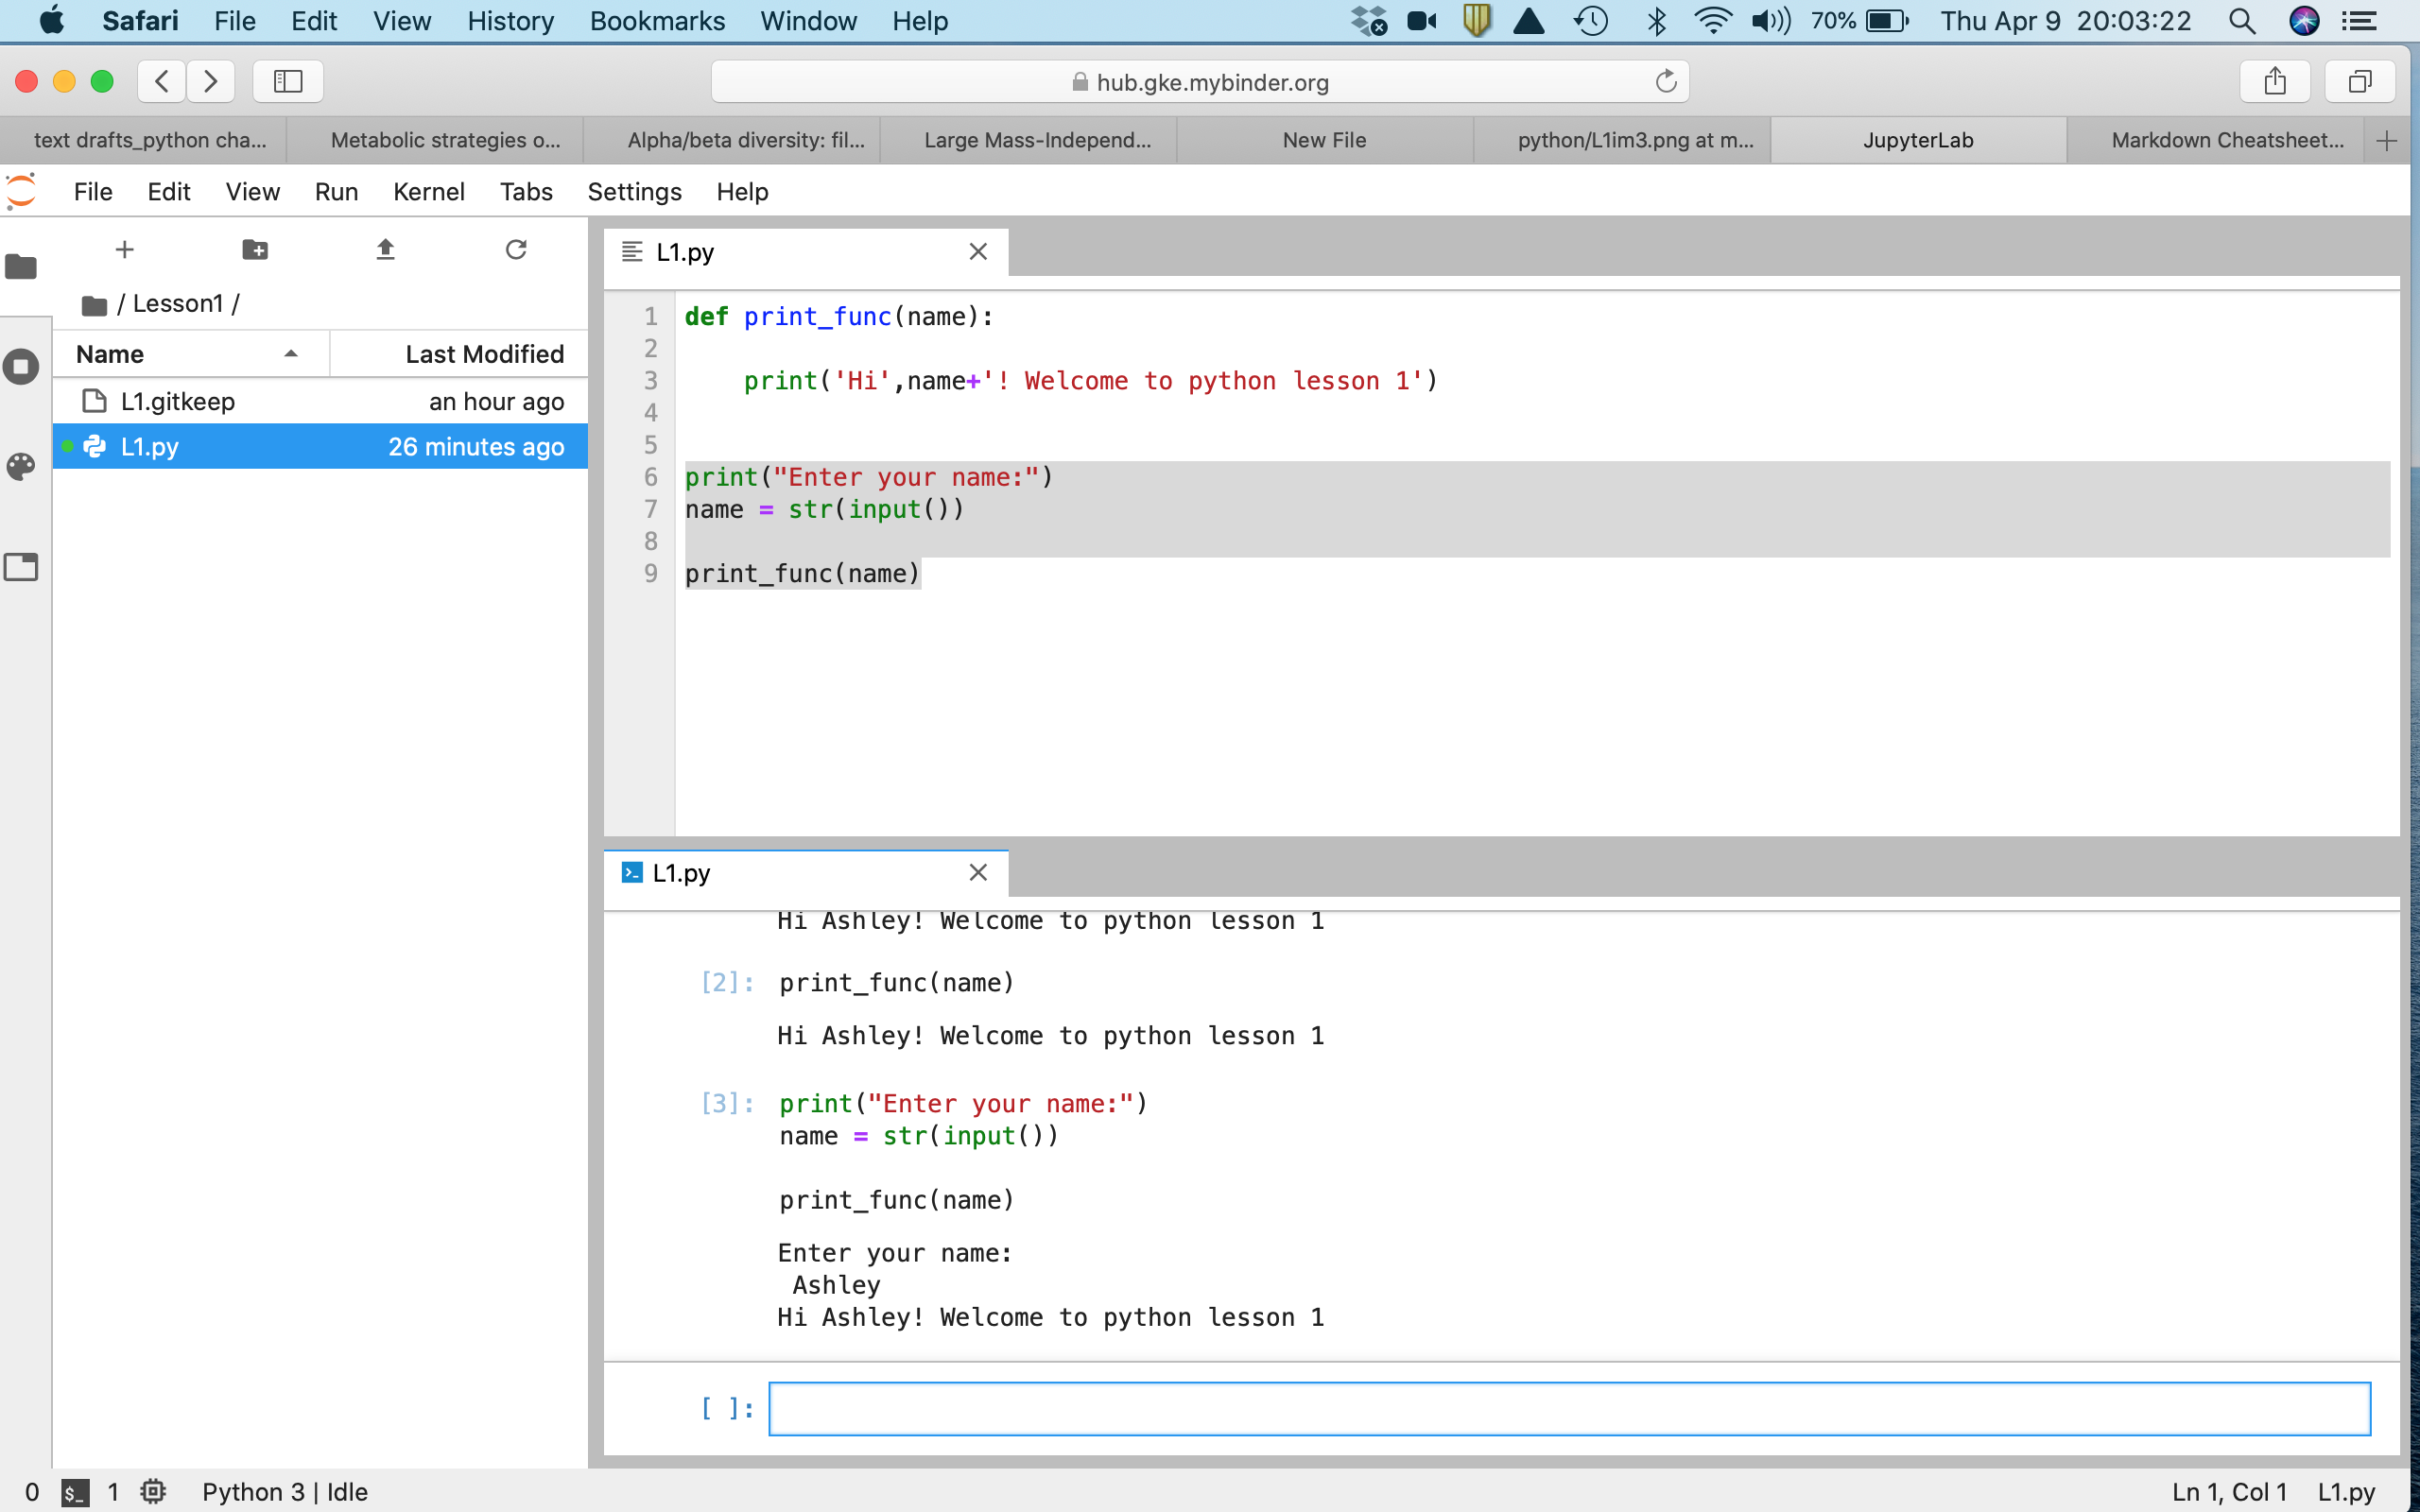 Safari File Edit View History Bookmarks Window Help 70% Thu Apr 9 20:03:22
hub.gke.mybinder.org
text drafts_python cha... Metabolic strategies o... Alpha/beta diversity: fil... Large Mass-Independ... New File python/L1im3.png at m... JupyterLab Markdown Cheatsheet...
File Edit View Run Kernel Tabs Settings Help
/ Lesson1 /
Name Last Modified
L1.gitkeep an hour ago
L1.py 26 minutes ago
L1.py
1 def print_func(name):
2
3     print('Hi',name+'! Welcome to python lesson 1')
4
5
6 print("Enter your name:")
7 name = str(input())
8
9 print_func(name)
L1.py
Hi Ashley! Welcome to python lesson 1
[2]: print_func(name)
Hi Ashley! Welcome to python lesson 1
[3]: print("Enter your name:")
name = str(input())
print_func(name)
Enter your name:
Ashley
Hi Ashley! Welcome to python lesson 1
[ ]:
0 $_ 1 Python 3 | Idle Ln 1, Col 1 L1.py